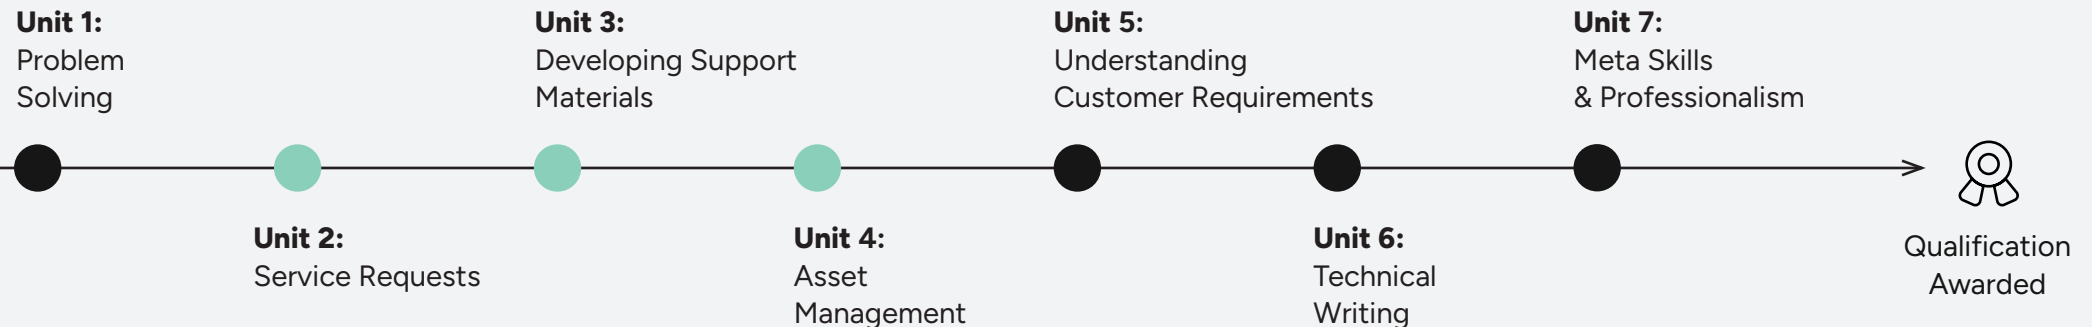 Unit 1:
Problem
Solving
Unit 2:
Service Requests
Unit 3:
Developing Support
Materials
Unit 4:
Asset
Management
Unit 5:
Understanding
Customer Requirements
Unit 6:
Technical
Writing
Unit 7:
Meta Skills
& Professionalism
Qualification
Awarded